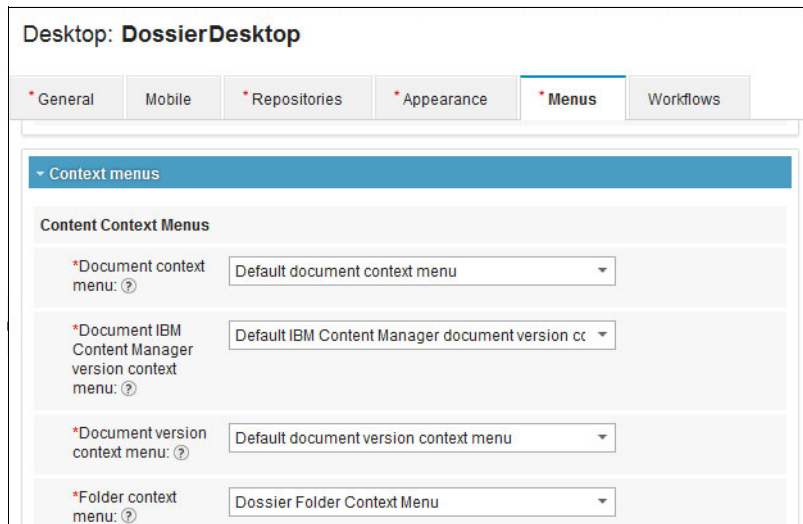 Desktop: DossierDesktop
* General Mobile * Repositories * Appearance * Menus Workflows
Context menus
Content Context Menus
*Document context
menu: ?
Default document context menu
*Document IBM
Content Manager
version context
menu: ?
Default IBM Content Manager document version cc
*Document version
context menu: ?
Default document version context menu
*Folder context
menu: ?
Dossier Folder Context Menu